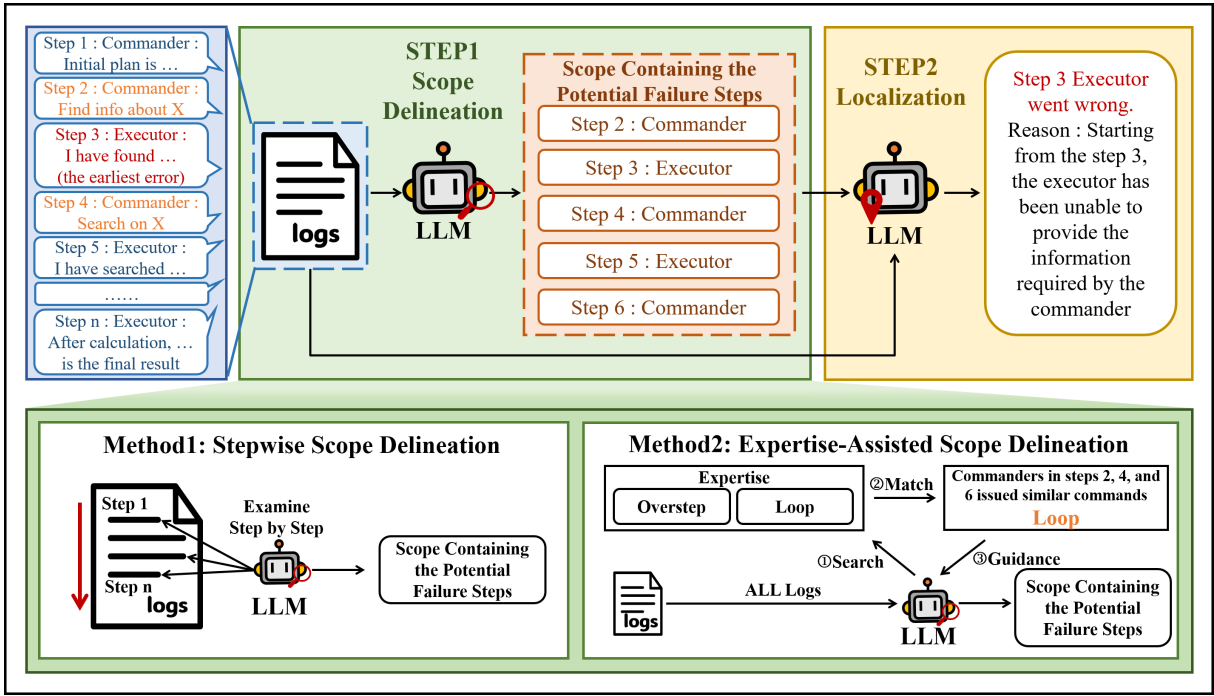 Step 1 : Commander :
Initial plan is …
Step 2 : Commander :
Find info about X
Step 3 : Executor :
I have found …
(the earliest error)
Step 4 : Commander :
Search on X
Step 5 : Executor :
I have searched …
……
Step n : Executor :
After calculation, …
is the final result
STEP1
Scope
Delineation
logs
LLM
Scope Containing the
Potential Failure Steps
Step 2 : Commander
Step 3 : Executor
Step 4 : Commander
Step 5 : Executor
Step 6 : Commander
STEP2
Localization
LLM
Step 3 Executor
went wrong.
Reason : Starting
from the step 3,
the executor has
been unable to
provide the
information
required by the
commander
Method1: Stepwise Scope Delineation
Step 1
Step n
logs
Examine
Step by Step
LLM
Scope Containing
the Potential
Failure Steps
Method2: Expertise-Assisted Scope Delineation
Expertise
Overstep
Loop
②Match
Commanders in steps 2, 4, and
6 issued similar commands
Loop
①Search
③Guidance
logs
ALL Logs
LLM
Scope Containing
the Potential
Failure Steps